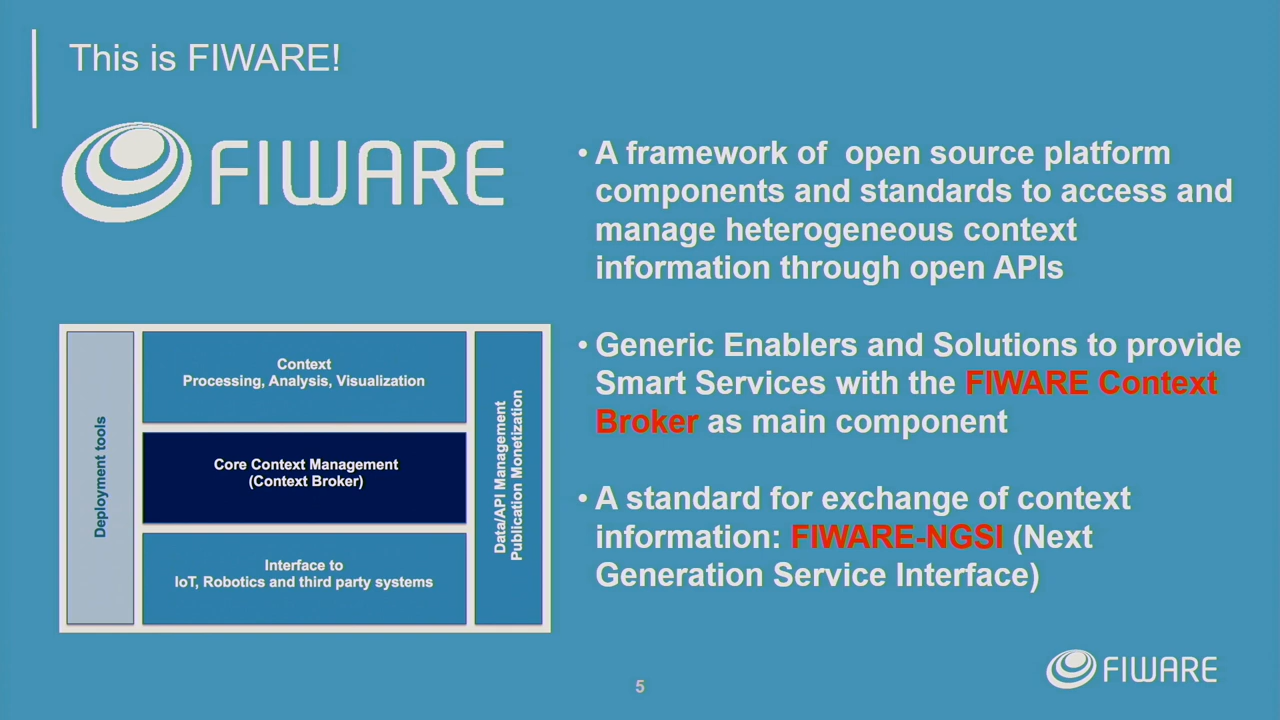 This is FIWARE!
FIWARE
• A framework of open source platform
components and standards to access and
manage heterogeneous context
information through open APIs
• Generic Enablers and Solutions to provide
Smart Services with the FIWARE Context
Broker as main component
• A standard for exchange of context
information: FIWARE-NGSI (Next
Generation Service Interface)
Deployment tools
Context
Processing, Analysis, Visualization
Core Context Management
(Context Broker)
Interface to
IoT, Robotics and third party systems
Data/API Management
Publication Monetization
5
FIWARE